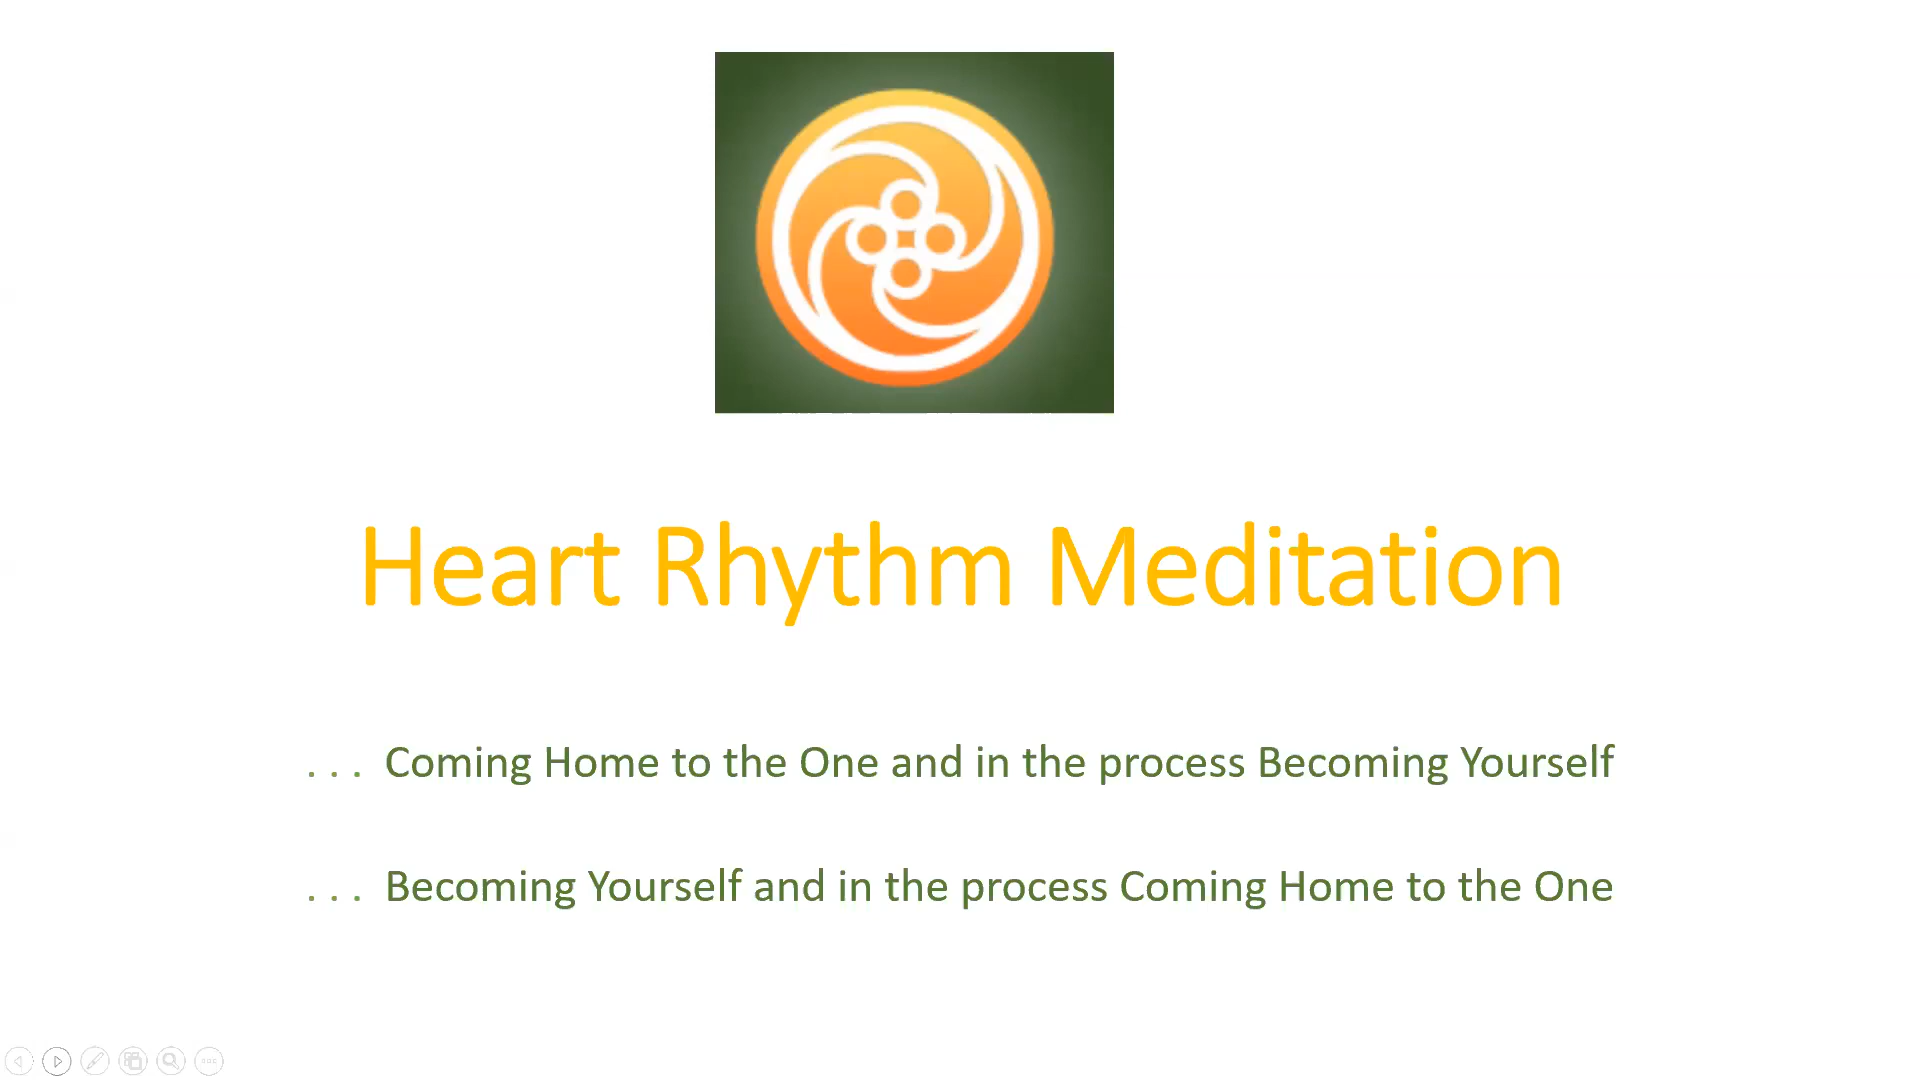 Heart Rhythm Meditation
. . . Coming Home to the One and in the process Becoming Yourself
. . . Becoming Yourself and in the process Coming Home to the One